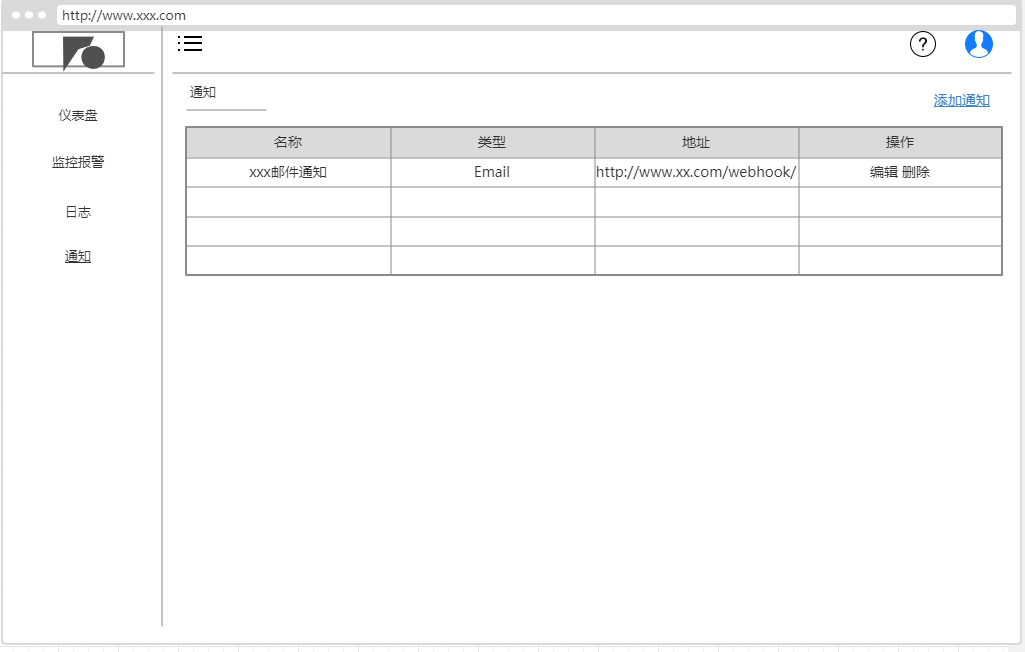 http://www.xxx.com
?
仪表盘
监控报警
日志
通知
通知
添加通知
名称 类型 地址 操作
xxx邮件通知 Email http://www.xx.com/webhook/ 编辑 删除